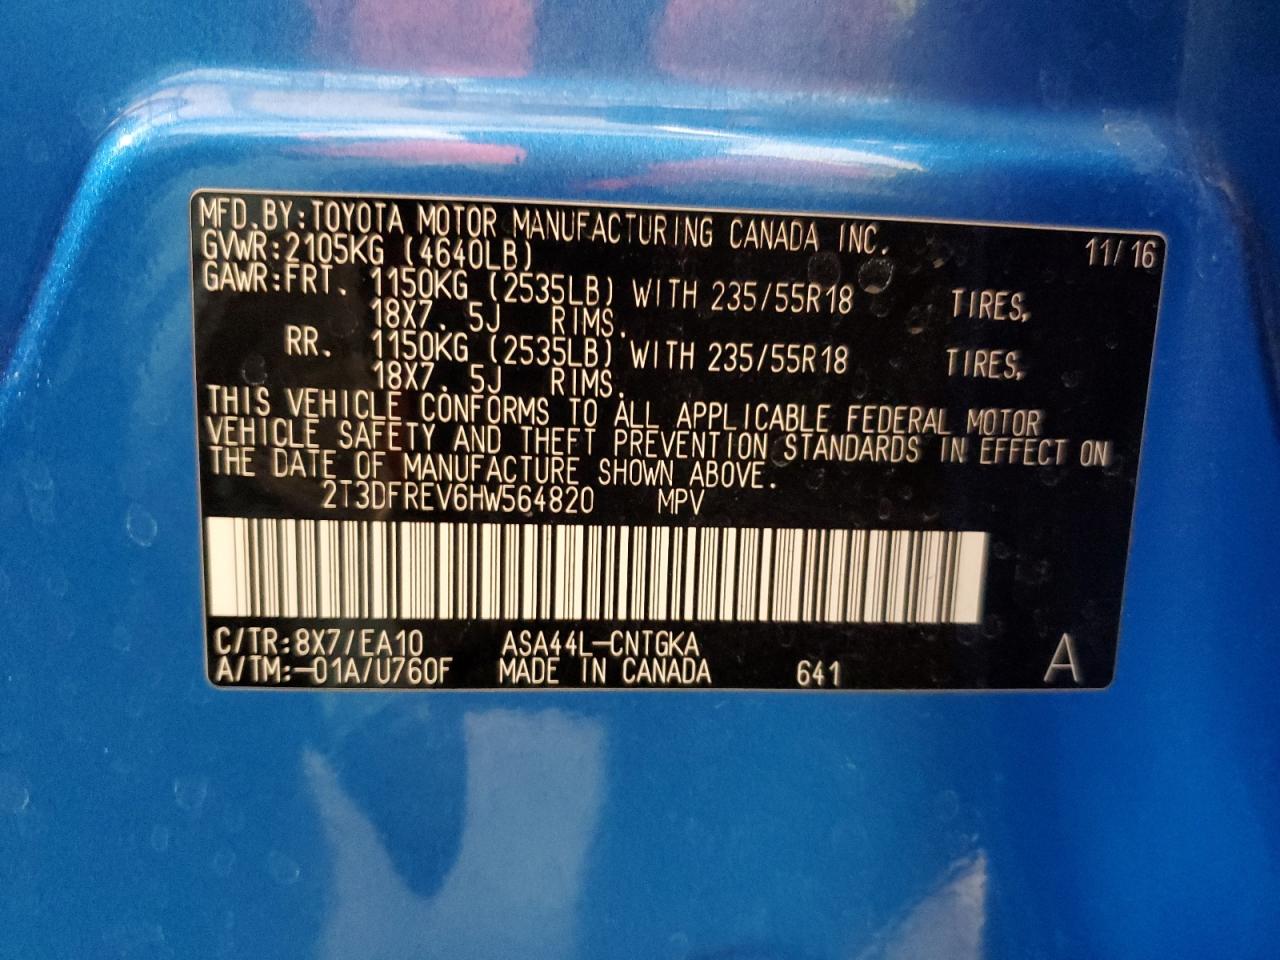 MFD.BY:TOYOTA MOTOR MANUFACTURING CANADA INC. 11/16
GVWR:2105KG (4640LB)
GAWR:FRT. 1150KG (2535LB) WITH 235/55R18 TIRES,
18X7.5J RIMS.
RR. 1150KG (2535LB) WITH 235/55R18 TIRES,
18X7.5J RIMS.
THIS VEHICLE CONFORMS TO ALL APPLICABLE FEDERAL MOTOR
VEHICLE SAFETY AND THEFT PREVENTION STANDARDS IN EFFECT ON
THE DATE OF MANUFACTURE SHOWN ABOVE.
2T3DFREV6HW564820 MPV
C/TR:8X7/EA10 ASA44L-CNTGKA
A/TM:-01A/U760F MADE IN CANADA 641 A